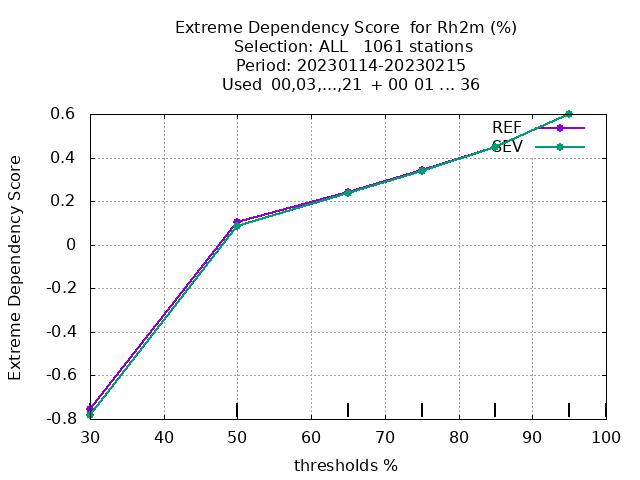 Extreme Dependency Score  for Rh2m (%)
Selection: ALL   1061 stations
Period: 20230114-20230215
Used  00,03,...,21  + 00 01 ... 36
REF
SEV
Extreme Dependency Score
0.6
0.4
0.2
0
-0.2
-0.4
-0.6
-0.8
30 40 50 60 70 80 90 100
thresholds %